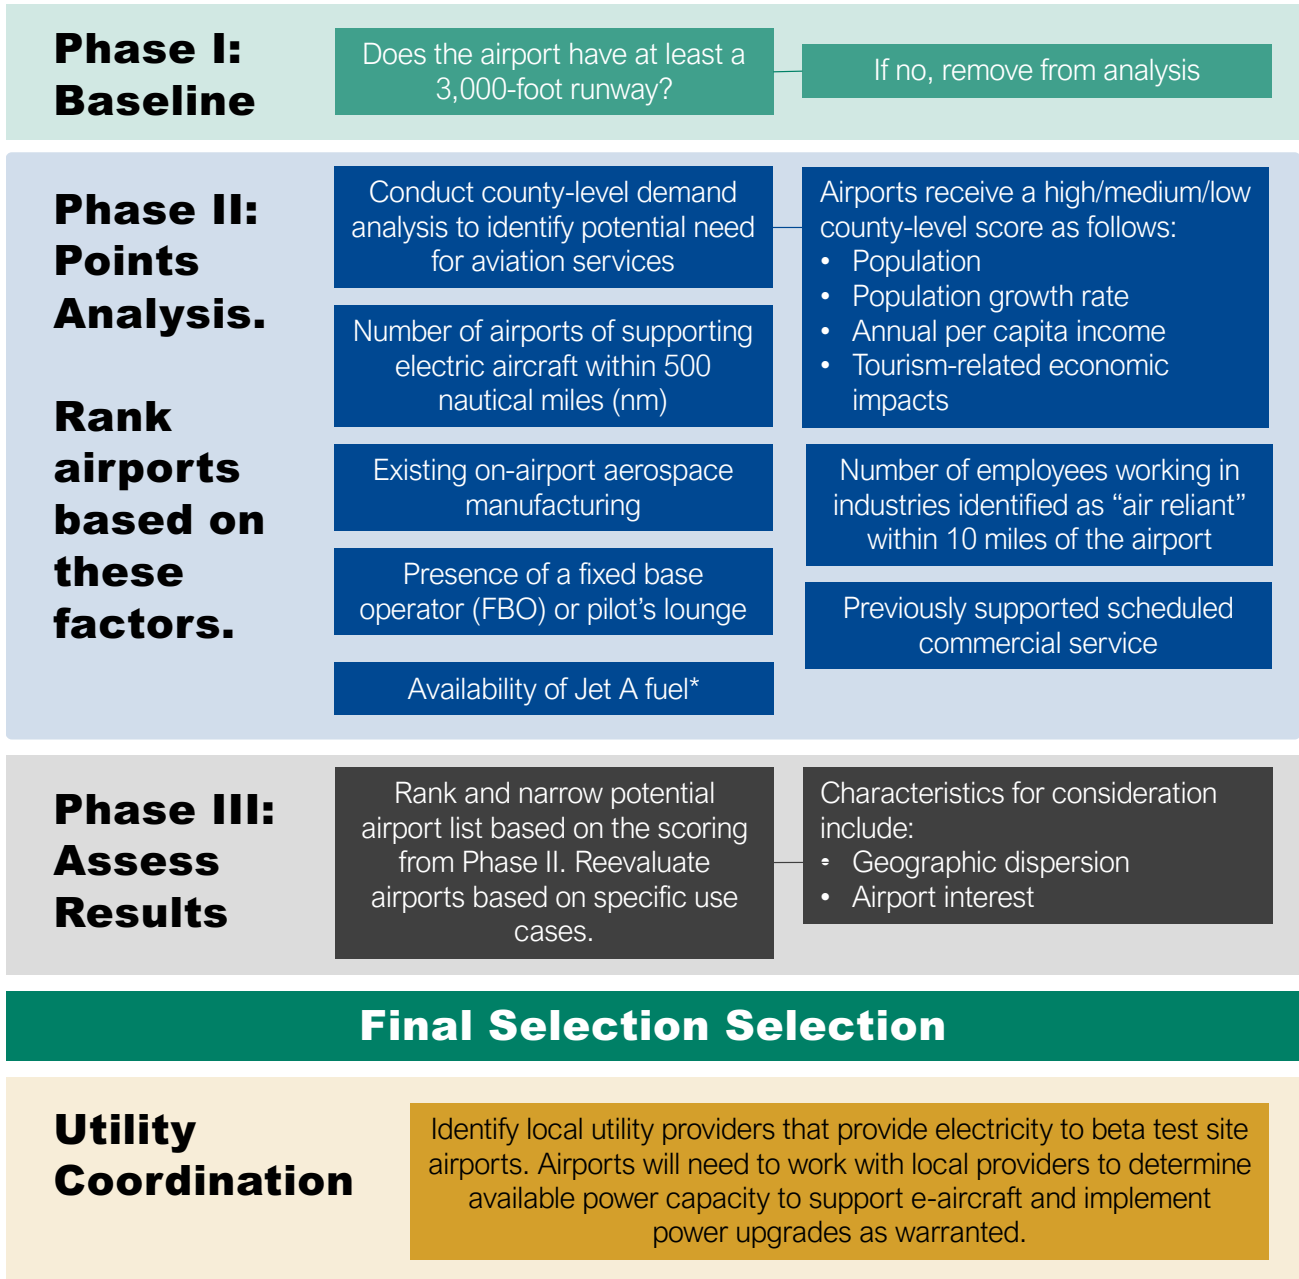 Phase I:
Baseline
Does the airport have at least a
3,000-foot runway?
If no, remove from analysis
Phase II:
Points
Analysis.
Rank
airports
based on
these
factors.
Conduct county-level demand
analysis to identify potential need
for aviation services
Airports receive a high/medium/low
county-level score as follows:
• Population
• Population growth rate
• Annual per capita income
• Tourism-related economic
impacts
Number of airports of supporting
electric aircraft within 500
nautical miles (nm)
Existing on-airport aerospace
manufacturing
Number of employees working in
industries identified as “air reliant”
within 10 miles of the airport
Presence of a fixed base
operator (FBO) or pilot’s lounge
Previously supported scheduled
commercial service
Availability of Jet A fuel*
Phase III:
Assess
Results
Rank and narrow potential
airport list based on the scoring
from Phase II. Reevaluate
airports based on specific use
cases.
Characteristics for consideration
include:
• Geographic dispersion
• Airport interest
Final Selection Selection
Utility
Coordination
Identify local utility providers that provide electricity to beta test site
airports. Airports will need to work with local providers to determine
available power capacity to support e-aircraft and implement
power upgrades as warranted.